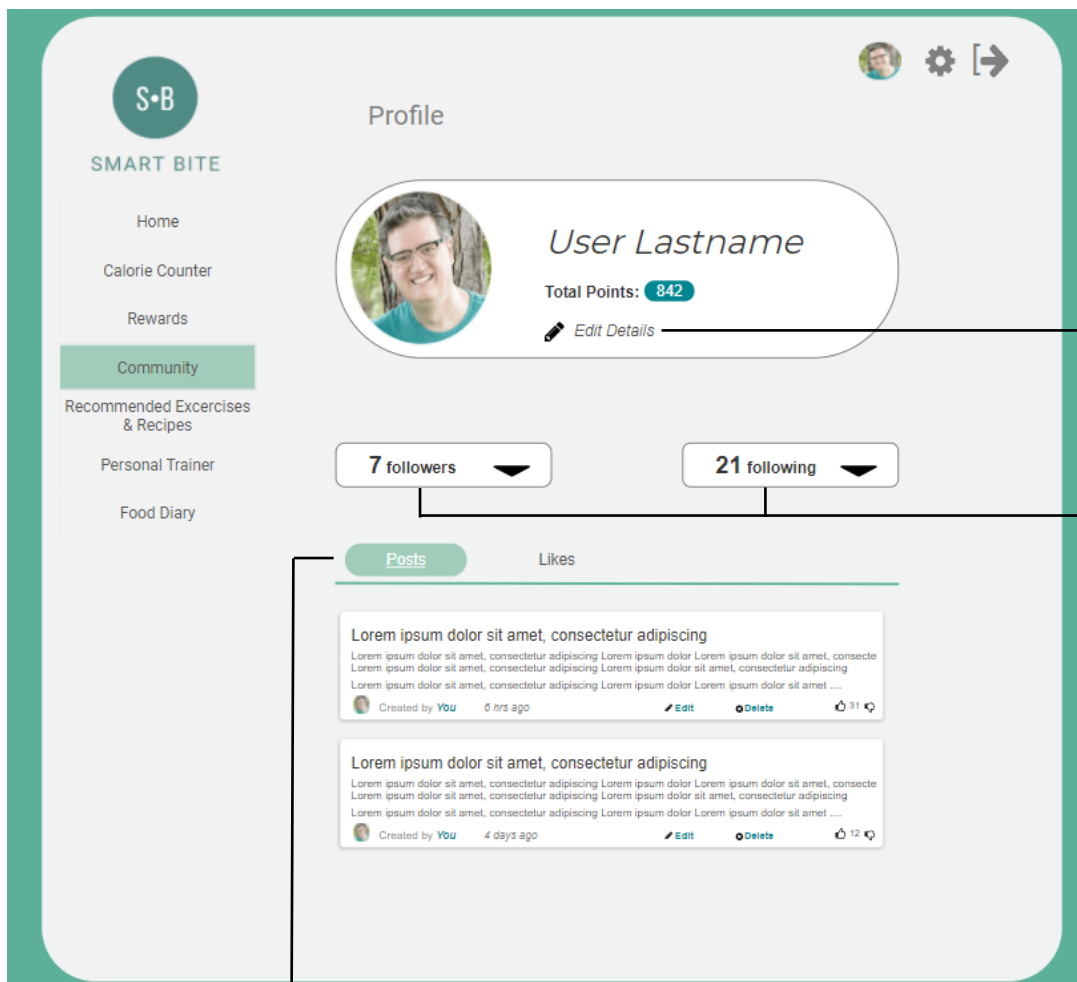 S•B
SMART BITE
Home
Calorie Counter
Rewards
Community
Recommended Excercises
& Recipes
Personal Trainer
Food Diary
Profile
User Lastname
Total Points: 842
Edit Details
7 followers
21 following
Posts Likes
Lorem ipsum dolor sit amet, consectetur adipiscing
Lorem ipsum dolor sit amet, consectetur adipiscing Lorem ipsum dolor Lorem ipsum dolor sit amet, consecte
Lorem ipsum dolor sit amet, consectetur adipiscing Lorem ipsum dolor sit amet, consectetur adipiscing
Lorem ipsum dolor sit amet, consectetur adipiscing Lorem ipsum dolor Lorem ipsum dolor sit amet ....
Created by You 6 hrs ago Edit Delete 31
Lorem ipsum dolor sit amet, consectetur adipiscing
Lorem ipsum dolor sit amet, consectetur adipiscing Lorem ipsum dolor Lorem ipsum dolor sit amet, consecte
Lorem ipsum dolor sit amet, consectetur adipiscing Lorem ipsum dolor sit amet, consectetur adipiscing
Lorem ipsum dolor sit amet, consectetur adipiscing Lorem ipsum dolor Lorem ipsum dolor sit amet ....
Created by You 4 days ago Edit Delete 12